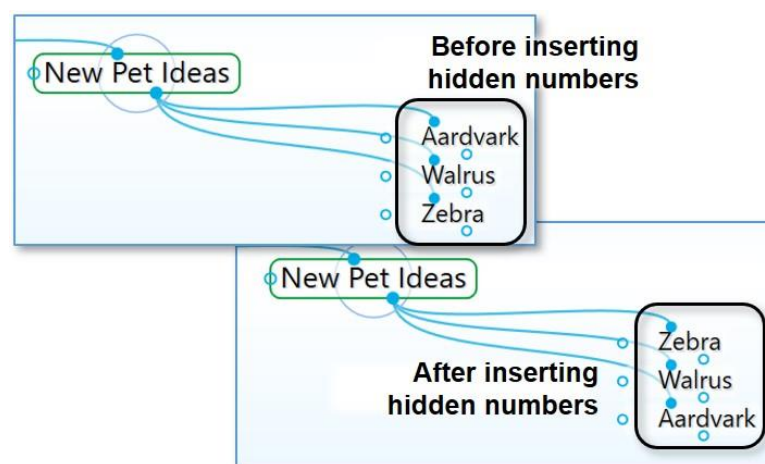 New Pet Ideas
Before inserting
hidden numbers
Aardvark
Walrus
Zebra
New Pet Ideas
After inserting
hidden numbers
Zebra
Walrus
Aardvark